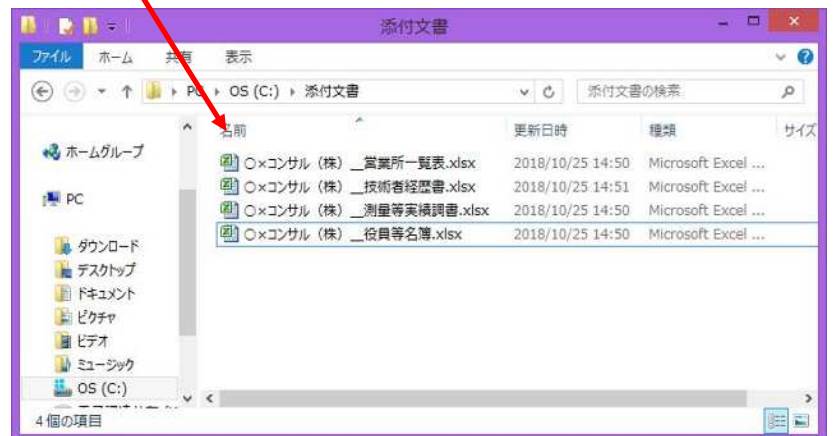 添付文書
ファイル ホーム 共有 表示
PC OS (C:) 添付文書 添付文書の検索
名前 更新日時 種類 サイズ
ホームグループ
PC
ダウンロード
デスクトップ
ドキュメント
ピクチャ
ビデオ
ミュージック
OS (C:)
○×コンサル（株）__営業所一覧表.xlsx 2018/10/25 14:50 Microsoft Excel ...
○×コンサル（株）__技術者経歴書.xlsx 2018/10/25 14:51 Microsoft Excel ...
○×コンサル（株）__測量等実績調書.xlsx 2018/10/25 14:50 Microsoft Excel ...
○×コンサル（株）__役員等名簿.xlsx 2018/10/25 14:50 Microsoft Excel ...
4 個の項目